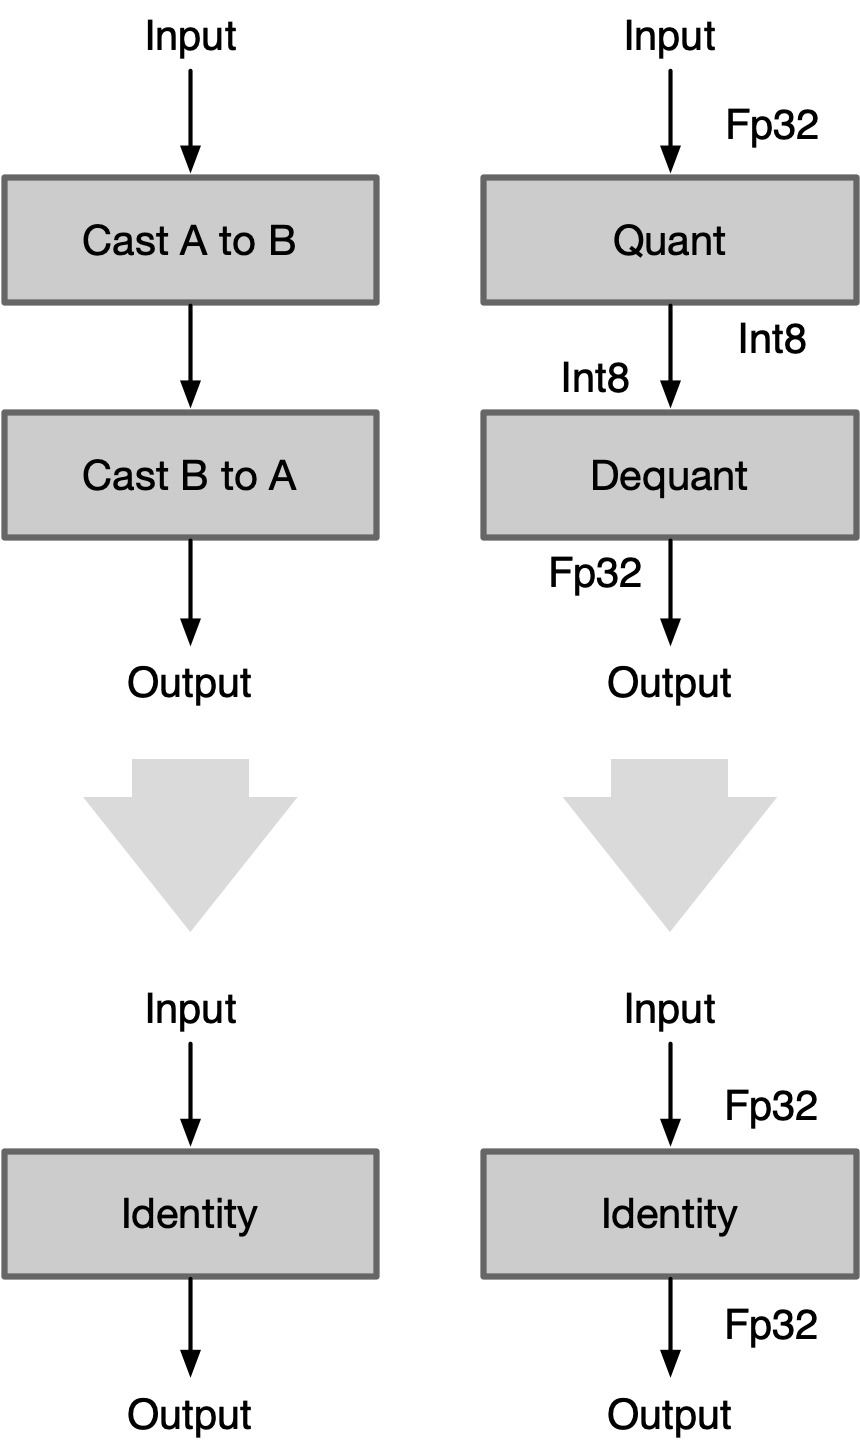 Input
Cast A to B
Cast B to A
Output
Input
Identity
Output
Input
Fp32
Quant
Int8
Int8
Dequant
Fp32
Output
Input
Fp32
Identity
Fp32
Output